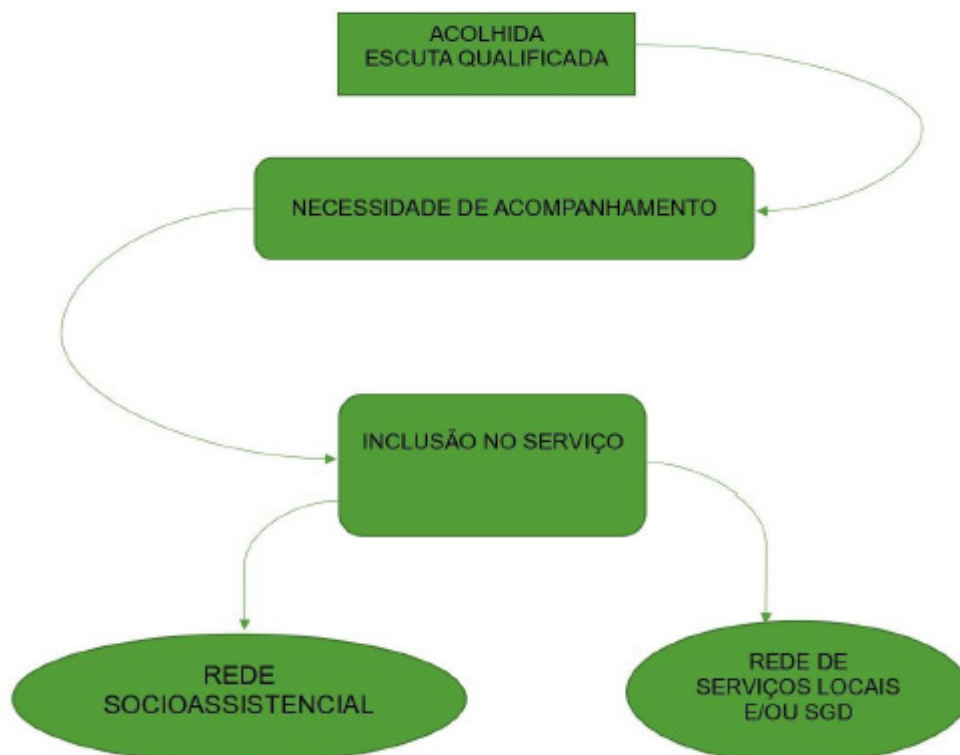 ACOLHIDA
ESCUTA QUALIFICADA
NECESSIDADE DE ACOMPANHAMENTO
INCLUSÃO NO SERVIÇO
REDE
SOCIOASSISTENCIAL
REDE DE
SERVIÇOS LOCAIS
E/OU SGD